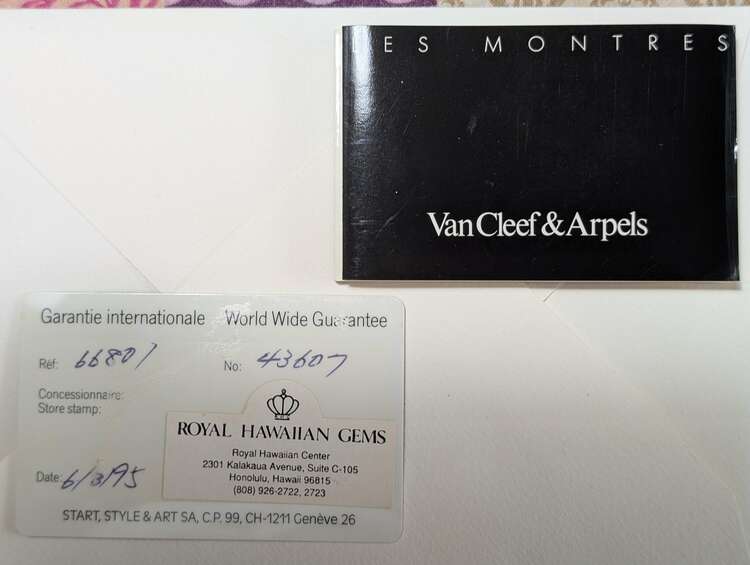 LES MONTRES
Van Cleef & Arpels
Garantie internationale World Wide Guarantee
Réf: 66801 No: 43607
Concessionnaire:
Store stamp:
ROYAL HAWAIIAN GEMS
Royal Hawaiian Center
2301 Kalakaua Avenue, Suite C-105
Honolulu, Hawaii 96815
(808) 926-2722, 2723
Date: 6/3/95
START, STYLE & ART SA, C.P. 99, CH-1211 Genève 26